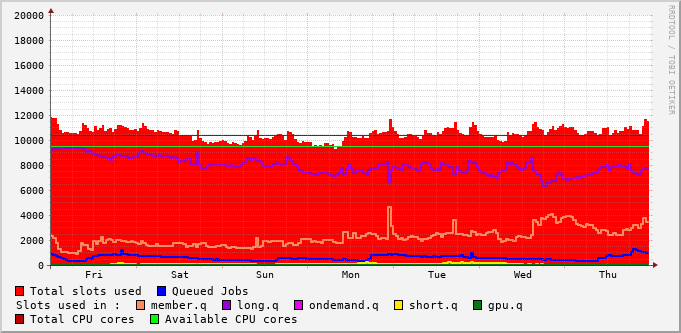 RRDTOOL / TOBI OETIKER
20000
18000
16000
14000
12000
10000
8000
6000
4000
2000
0
Fri Sat Sun Mon Tue Wed Thu
Total slots used Queued Jobs
Slots used in : member.q long.q ondemand.q short.q gpu.q
Total CPU cores Available CPU cores